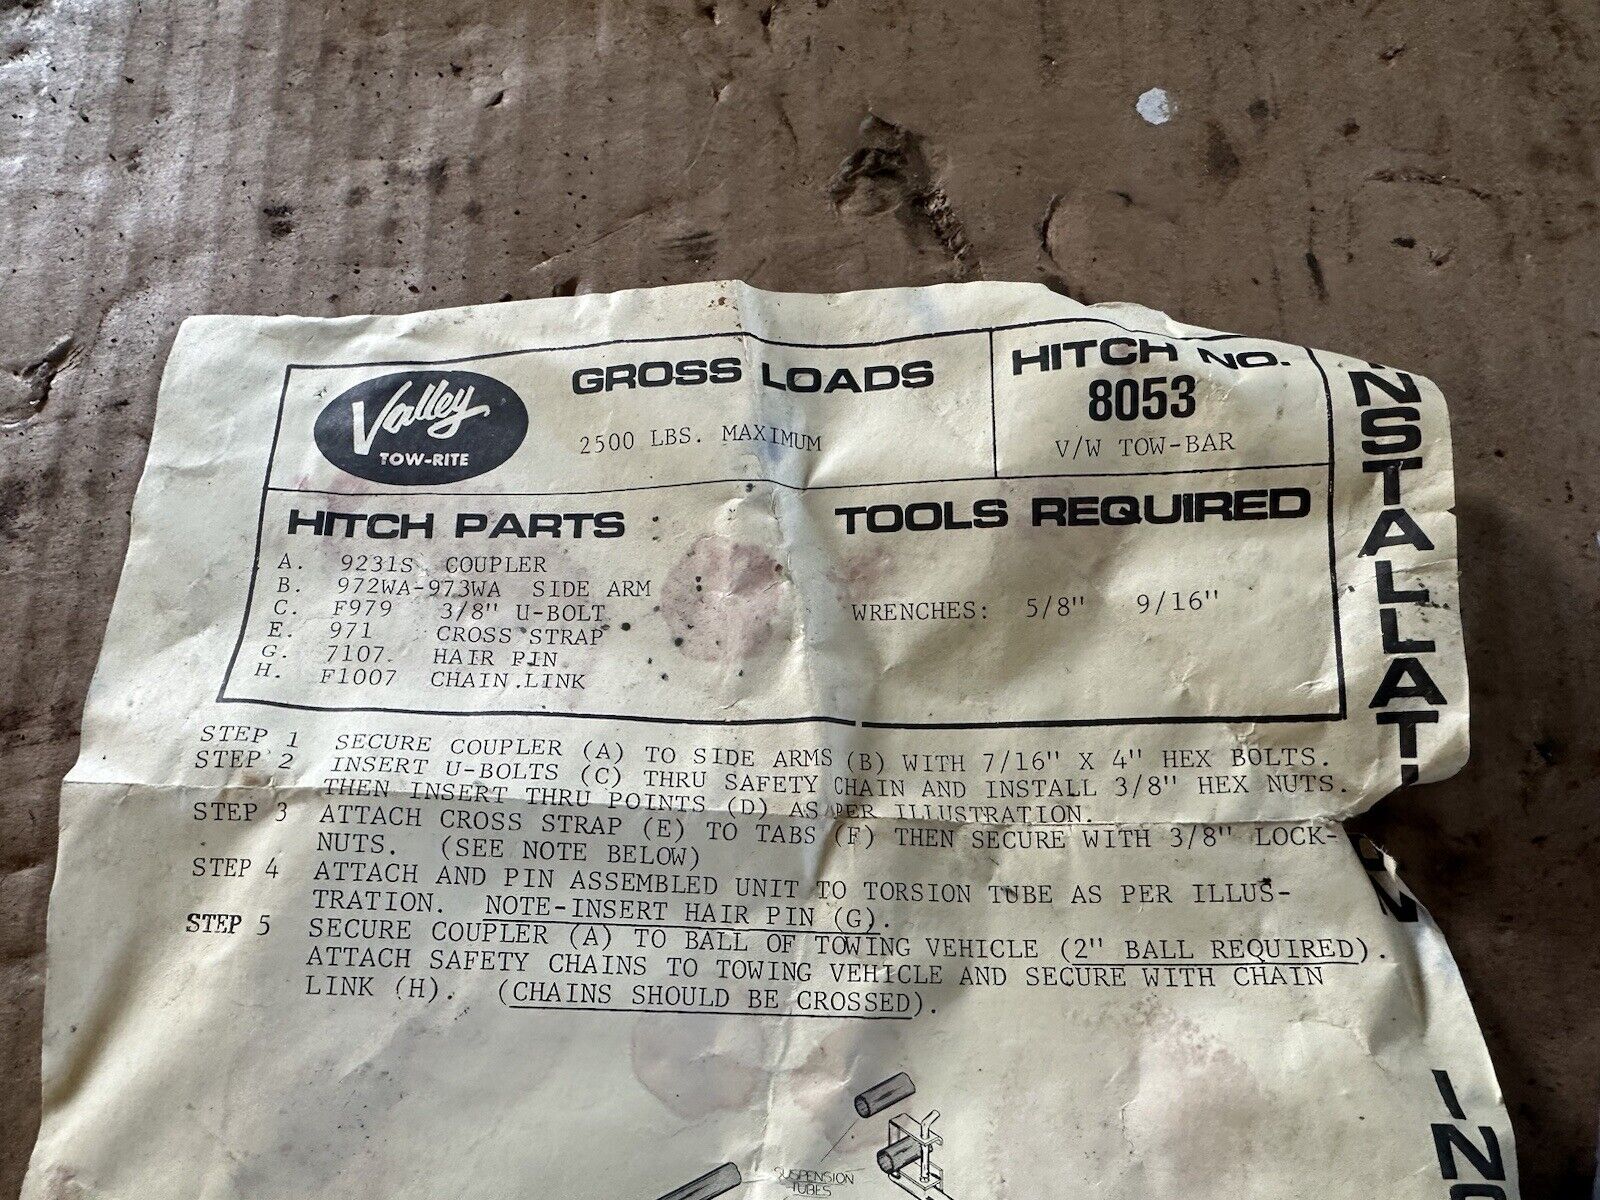 Valley
TOW-RITE
GROSS LOADS
2500 LBS. MAXIMUM
HITCH NO.
8053
V/W TOW-BAR
HITCH PARTS
A. 9231S COUPLER
B. 972WA-973WA SIDE ARM
C. F979 3/8" U-BOLT
E. 971 CROSS STRAP
G. 7107 HAIR PIN
H. F1007 CHAIN LINK
TOOLS REQUIRED
WRENCHES: 5/8" 9/16"
STEP 1 SECURE COUPLER (A) TO SIDE ARMS (B) WITH 7/16" X 4" HEX BOLTS.
STEP 2 INSERT U-BOLTS (C) THRU SAFETY CHAIN AND INSTALL 3/8" HEX NUTS.
THEN INSERT THRU POINTS (D) AS PER ILLUSTRATION.
STEP 3 ATTACH CROSS STRAP (E) TO TABS (F) THEN SECURE WITH 3/8" LOCK-
NUTS. (SEE NOTE BELOW)
STEP 4 ATTACH AND PIN ASSEMBLED UNIT TO TORSION TUBE AS PER ILLUS-
TRATION. NOTE-INSERT HAIR PIN (G).
STEP 5 SECURE COUPLER (A) TO BALL OF TOWING VEHICLE (2" BALL REQUIRED).
ATTACH SAFETY CHAINS TO TOWING VEHICLE AND SECURE WITH CHAIN
LINK (H). (CHAINS SHOULD BE CROSSED).
SUSPENSION
TUBES
INSTALLATION
INS